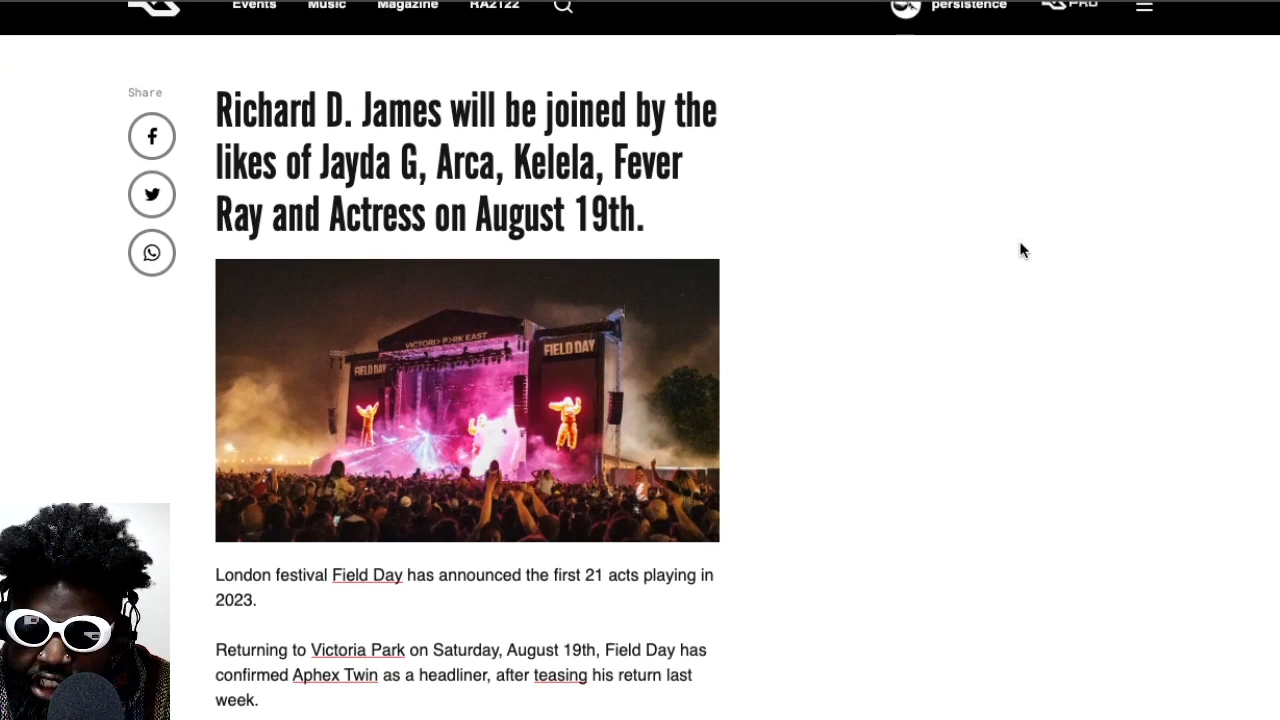 Events Music Magazine RA2122 persistence PRO
Share
Richard D. James will be joined by the
likes of Jayda G, Arca, Kelela, Fever
Ray and Actress on August 19th.
VICTORIA PARK EAST
FIELD DAY
FIELD DAY
London festival Field Day has announced the first 21 acts playing in
2023.
Returning to Victoria Park on Saturday, August 19th, Field Day has
confirmed Aphex Twin as a headliner, after teasing his return last
week.